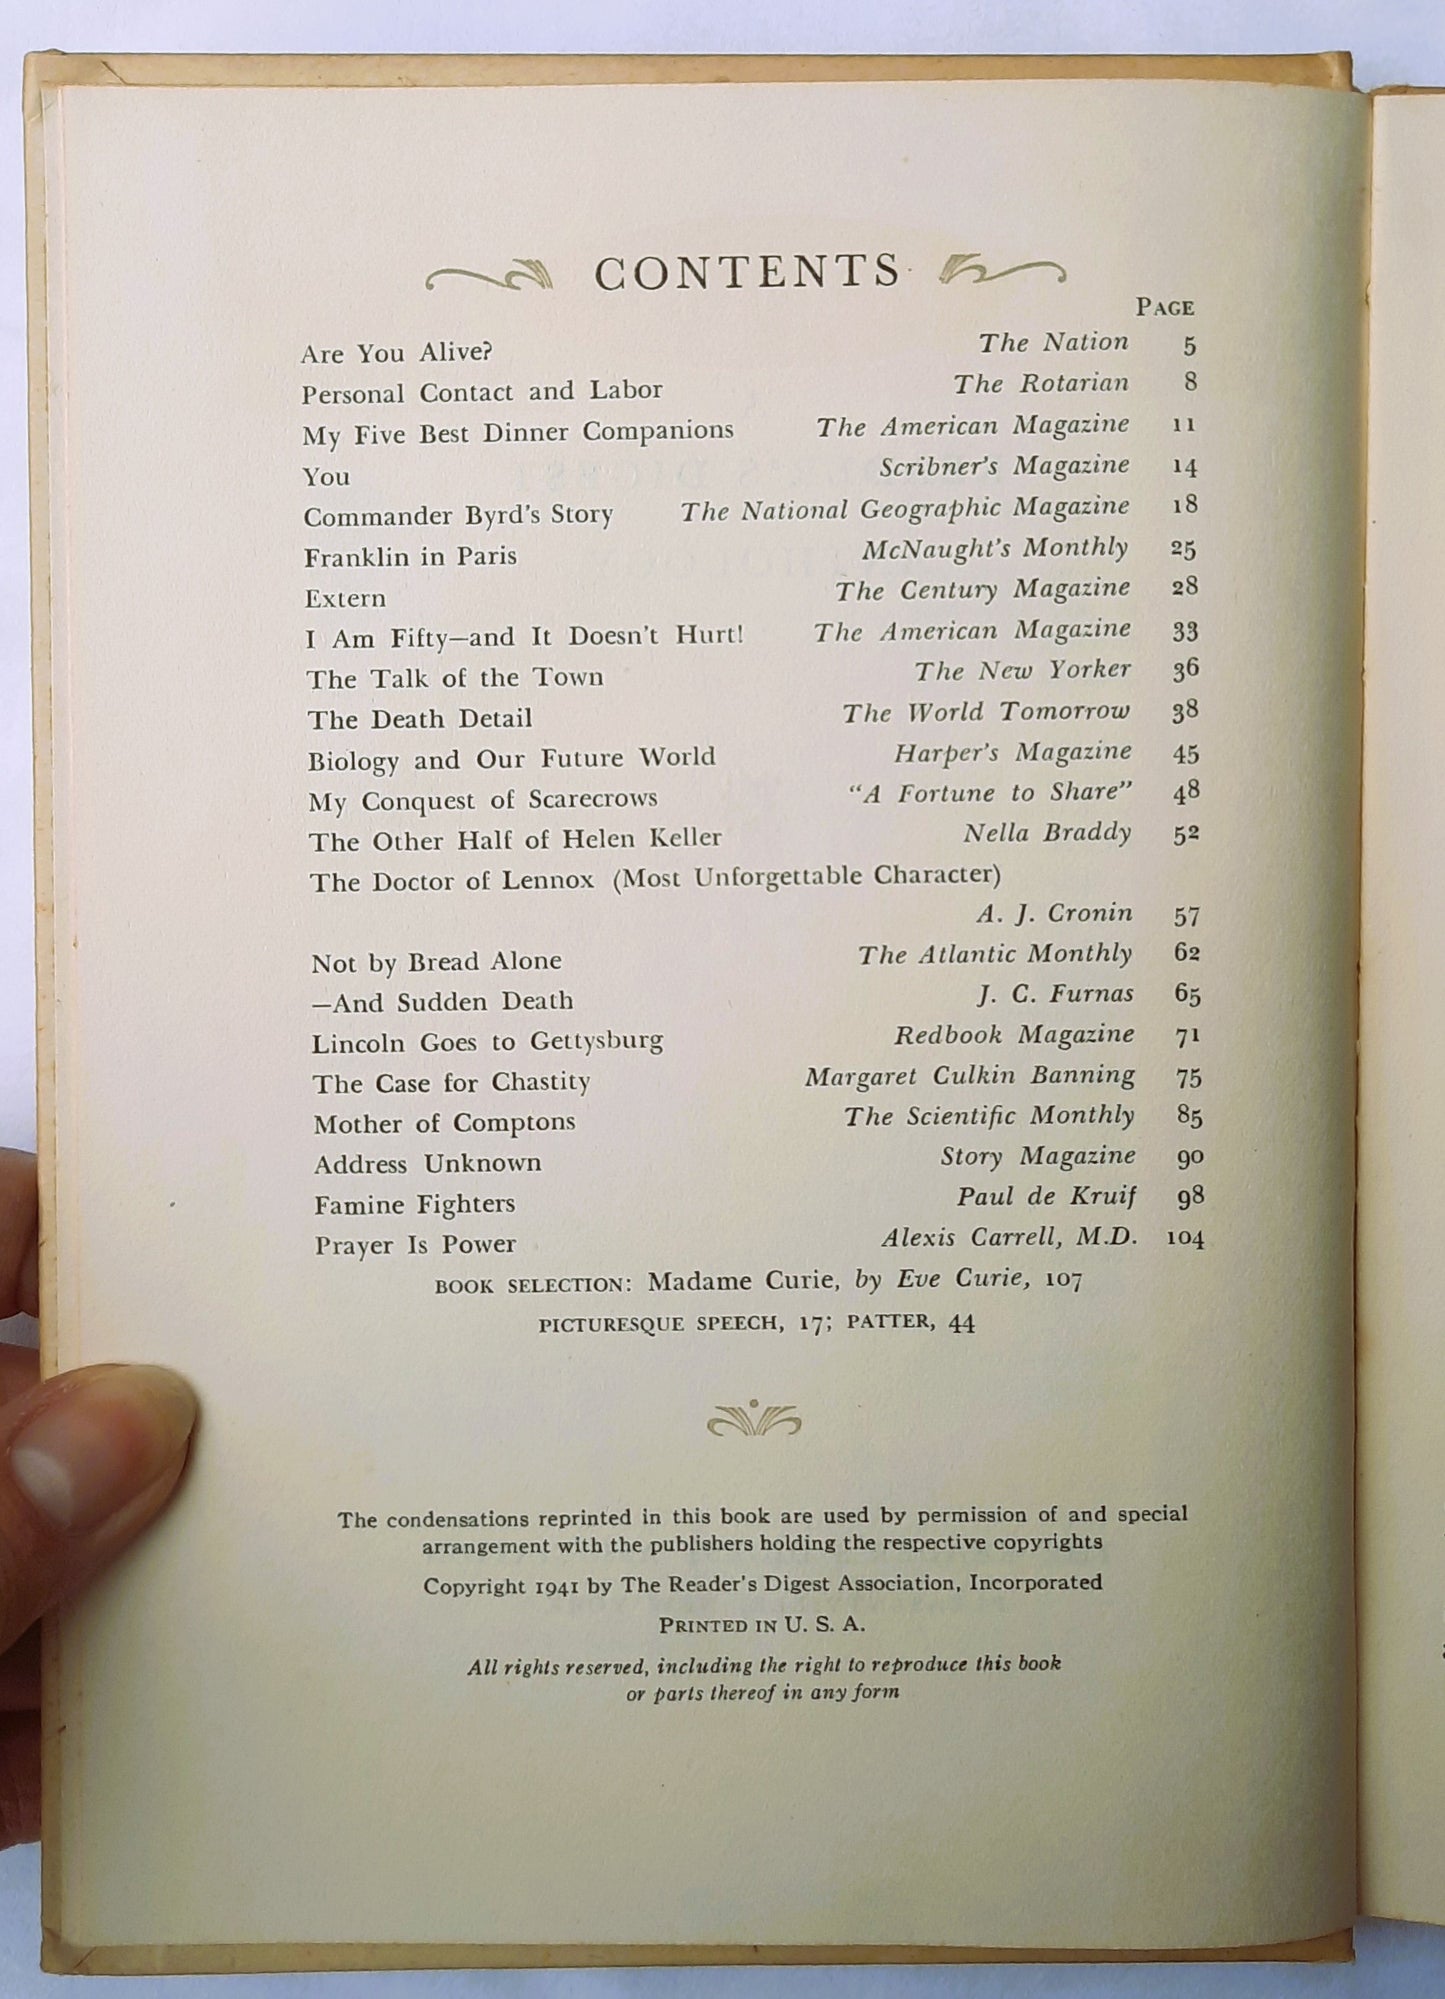 CONTENTS
PAGE
Are You Alive? The Nation 5
Personal Contact and Labor The Rotarian 8
My Five Best Dinner Companions The American Magazine 11
You Scribner's Magazine 14
Commander Byrd's Story The National Geographic Magazine 18
Franklin in Paris McNaught's Monthly 25
Extern The Century Magazine 28
I Am Fifty—and It Doesn't Hurt! The American Magazine 33
The Talk of the Town The New Yorker 36
The Death Detail The World Tomorrow 38
Biology and Our Future World Harper's Magazine 45
My Conquest of Scarecrows "A Fortune to Share" 48
The Other Half of Helen Keller Nella Braddy 52
The Doctor of Lennox (Most Unforgettable Character)
A. J. Cronin 57
Not by Bread Alone The Atlantic Monthly 62
—And Sudden Death J. C. Furnas 65
Lincoln Goes to Gettysburg Redbook Magazine 71
The Case for Chastity Margaret Culkin Banning 75
Mother of Comptons The Scientific Monthly 85
Address Unknown Story Magazine 90
Famine Fighters Paul de Kruif 98
Prayer Is Power Alexis Carrell, M.D. 104
BOOK SELECTION: Madame Curie, by Eve Curie, 107
PICTURESQUE SPEECH, 17; PATTER, 44
The condensations reprinted in this book are used by permission of and special
arrangement with the publishers holding the respective copyrights
Copyright 1941 by The Reader's Digest Association, Incorporated
PRINTED IN U. S. A.
All rights reserved, including the right to reproduce this book
or parts thereof in any form